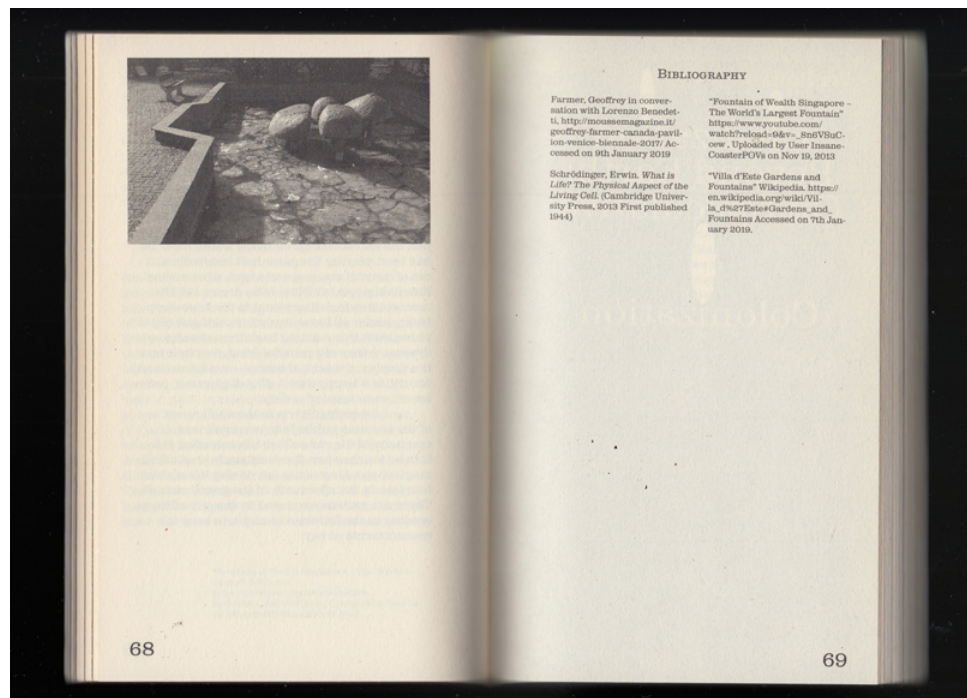 68
BIBLIOGRAPHY
Farmer, Geoffrey in conver-
sation with Lorenzo Benedet-
ti, http://moussemagazine.it/
geoffrey-farmer-canada-pavil-
ion-venice-biennale-2017/ Ac-
cessed on 9th January 2019
Schrödinger, Erwin. What is
Life? The Physical Aspect of the
Living Cell. (Cambridge Univer-
sity Press, 2013 First published
1944)
"Fountain of Wealth Singapore –
The World's Largest Fountain"
https://www.youtube.com/
watch?reload=9&v=_8n6VSuC-
oew , Uploaded by User Insane-
CoasterPOVs on Nov 19, 2013
"Villa d'Este Gardens and
Fountains" Wikipedia. https://
en.wikipedia.org/wiki/Vil-
la_d%27Este#Gardens_and_
Fountains Accessed on 7th Jan-
uary 2019.
Colonization
69